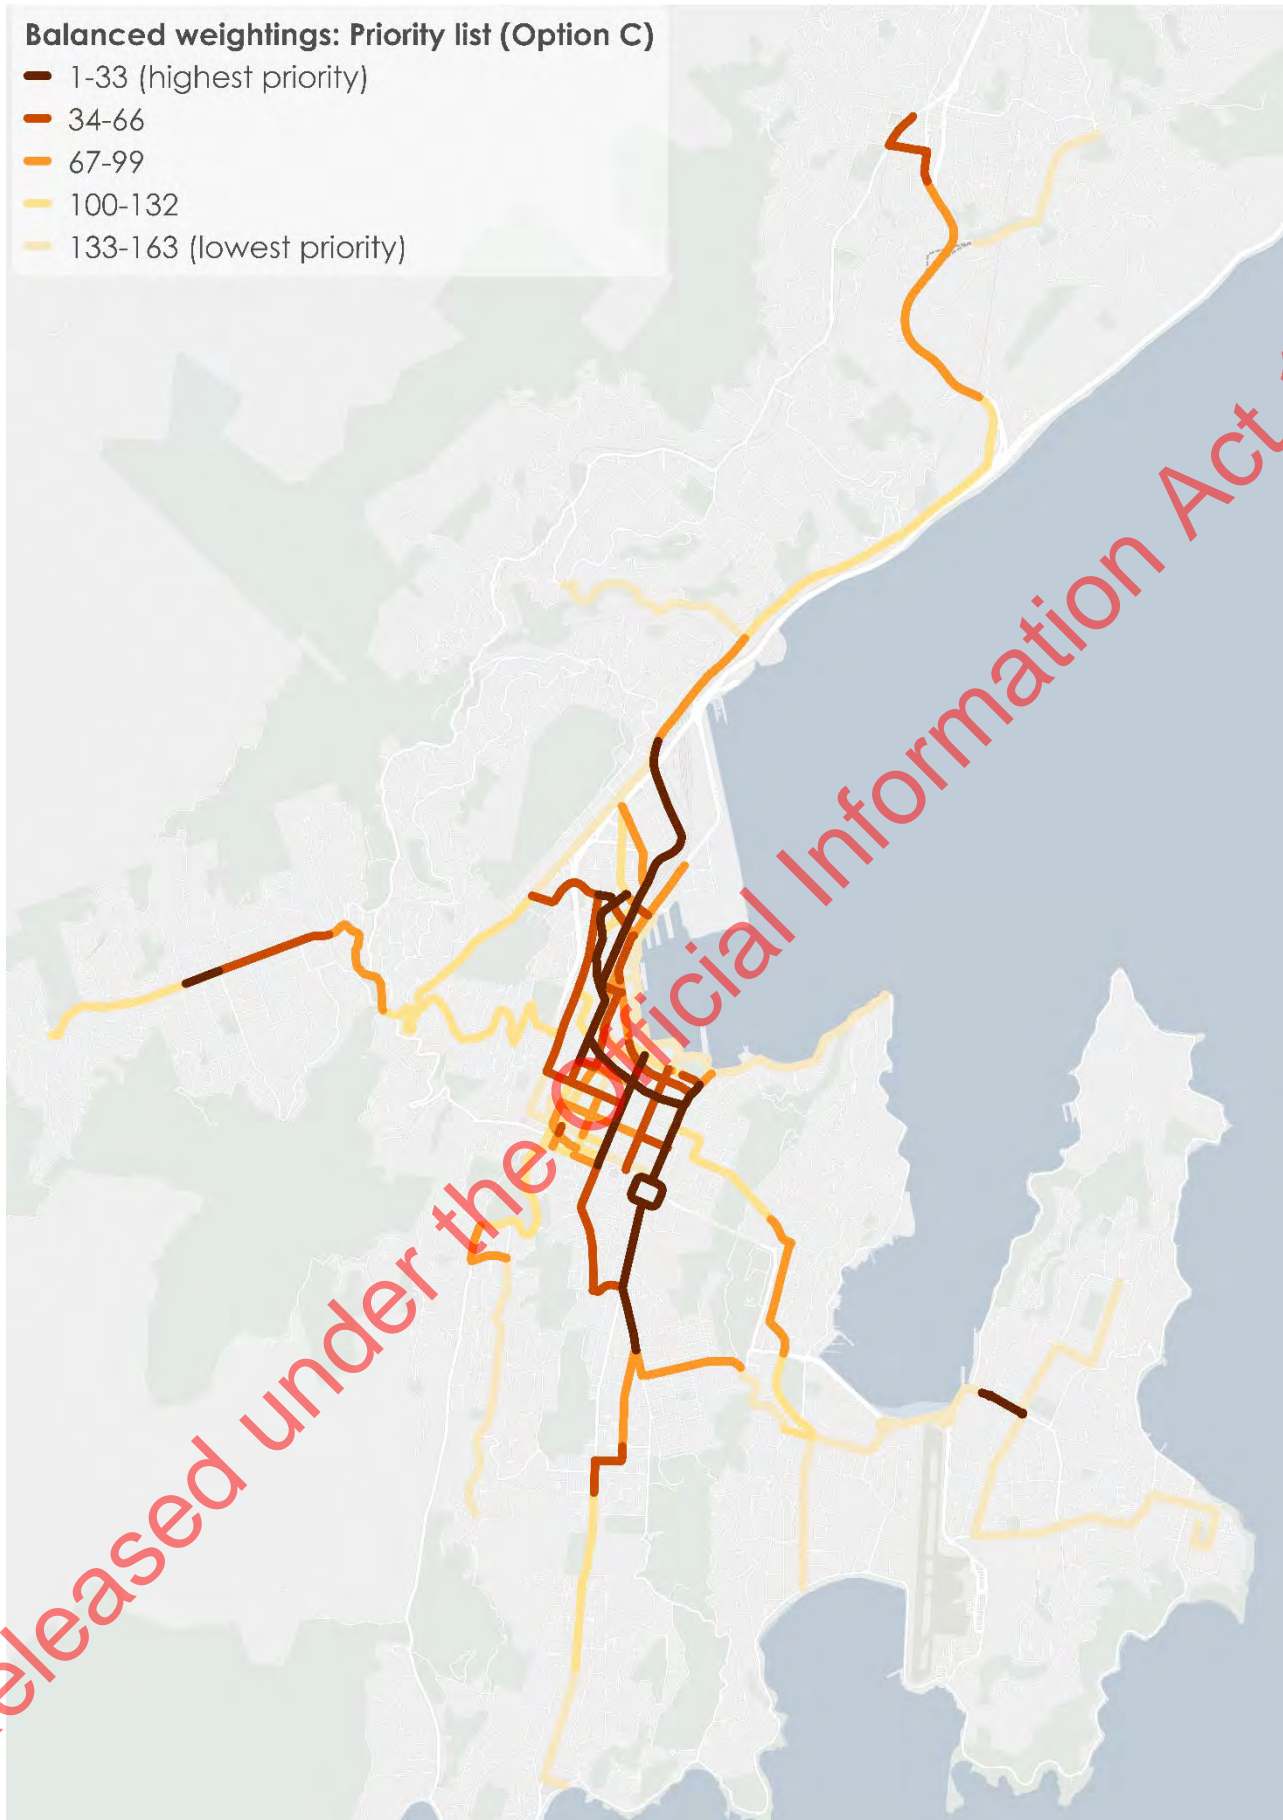 Balanced weightings: Priority list (Option C)
1-33 (highest priority)
34-66
67-99
100-132
133-163 (lowest priority)
Released under the Official Information Act